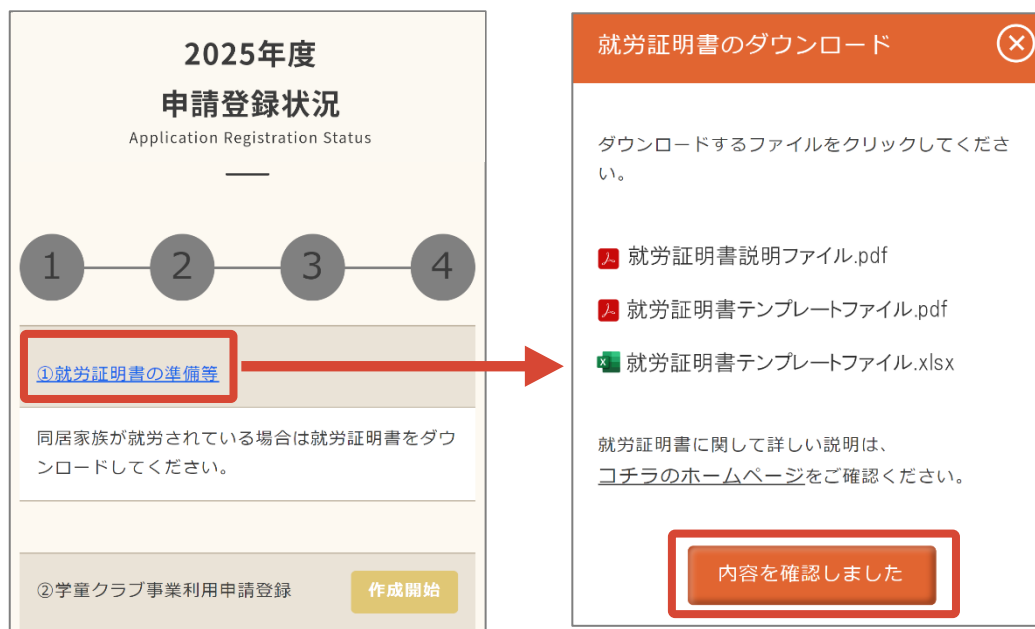 2025年度
申請登録状況
Application Registration Status
1 2 3 4
①就労証明書の準備等
同居家族が就労されている場合は就労証明書をダウ
ンロードしてください。
②学童クラブ事業利用申請登録
作成開始
就労証明書のダウンロード
ダウンロードするファイルをクリックしてくださ
い。
就労証明書説明ファイル.pdf
就労証明書テンプレートファイル.pdf
就労証明書テンプレートファイル.xlsx
就労証明書に関して詳しい説明は、
コチラのホームページをご確認ください。
内容を確認しました